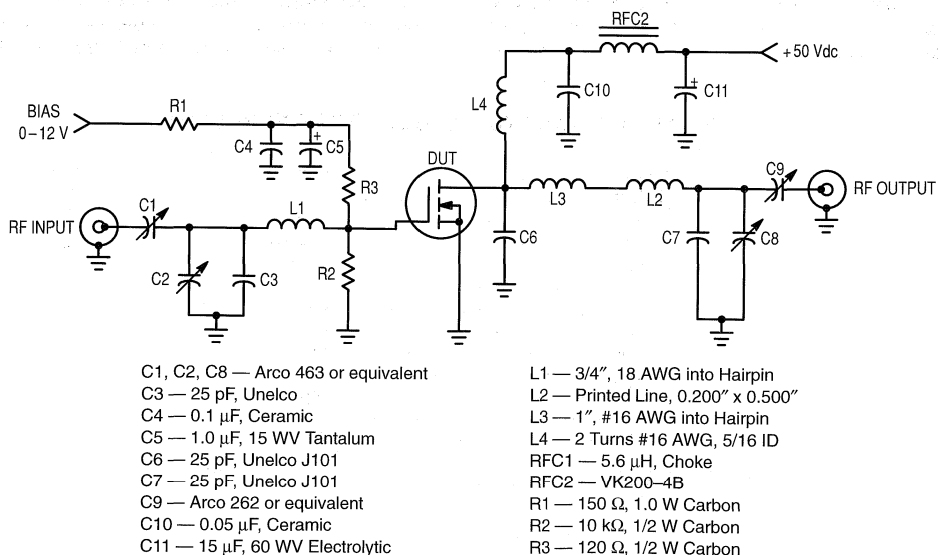 RFC2
+50 Vdc
C10
+
C11
L4
BIAS
0–12 V
R1
C4
+
C5
R3
DUT
RF INPUT
C1
L1
C2
C3
R2
C6
L3
L2
C9
RF OUTPUT
C7
C8
C1, C2, C8 — Arco 463 or equivalent
C3 — 25 pF, Unelco
C4 — 0.1 μF, Ceramic
C5 — 1.0 μF, 15 WV Tantalum
C6 — 25 pF, Unelco J101
C7 — 25 pF, Unelco J101
C9 — Arco 262 or equivalent
C10 — 0.05 μF, Ceramic
C11 — 15 μF, 60 WV Electrolytic
L1 — 3/4″, 18 AWG into Hairpin
L2 — Printed Line, 0.200″ x 0.500″
L3 — 1″, #16 AWG into Hairpin
L4 — 2 Turns #16 AWG, 5/16 ID
RFC1 — 5.6 μH, Choke
RFC2 — VK200–4B
R1 — 150 Ω, 1.0 W Carbon
R2 — 10 kΩ, 1/2 W Carbon
R3 — 120 Ω, 1/2 W Carbon